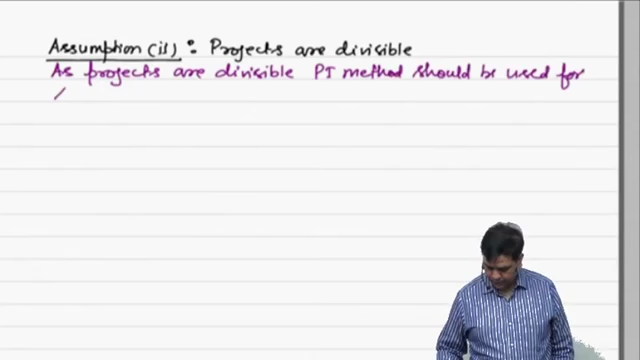 Assumption (ii) : Projects are divisible
As projects are divisible PI method should be used for